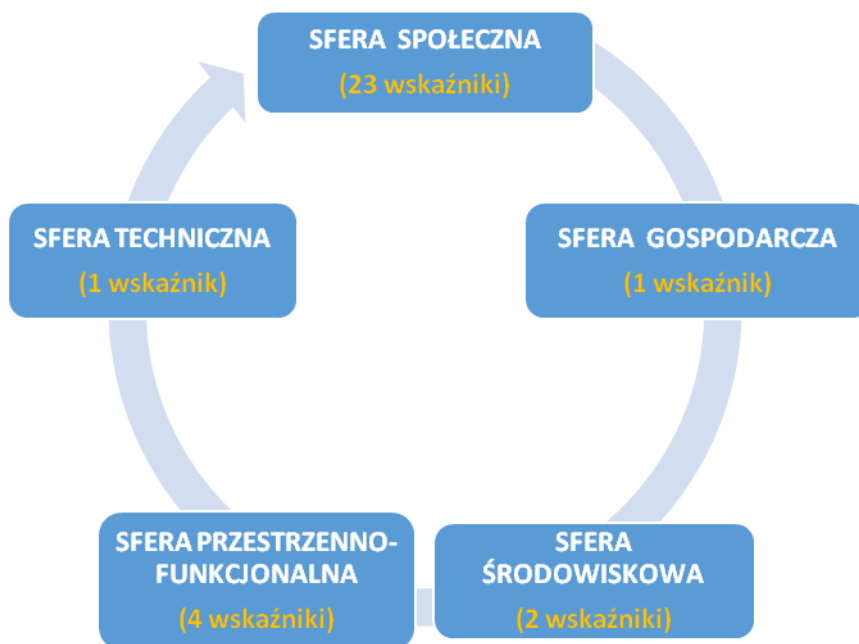 SFERA SPOŁECZNA
(23 wskaźniki)
SFERA TECHNICZNA
(1 wskaźnik)
SFERA GOSPODARCZA
(1 wskaźnik)
SFERA PRZESTRZENNO-
FUNKCJONALNA
(4 wskaźniki)
SFERA
ŚRODOWISKOWA
(2 wskaźniki)